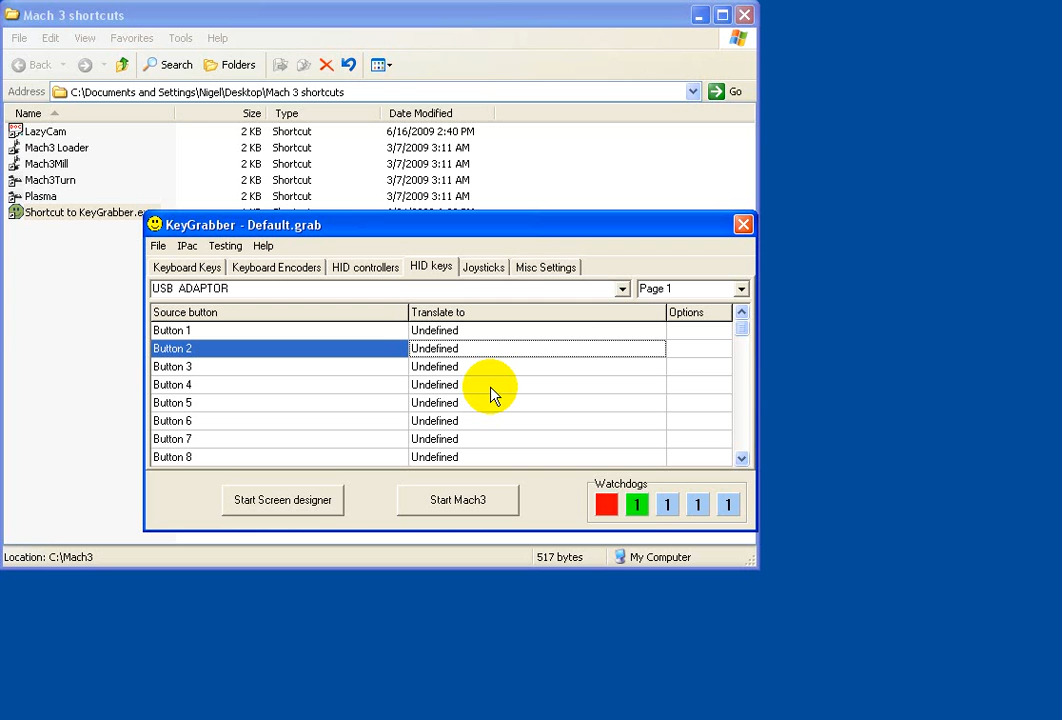 Mach 3 shortcuts
File Edit View Favorites Tools Help
Back Search Folders
Address C:\Documents and Settings\Nigel\Desktop\Mach 3 shortcuts Go
Name Size Type Date Modified
LazyCam 2 KB Shortcut 6/16/2009 2:40 PM
Mach3 Loader 2 KB Shortcut 3/7/2009 3:11 AM
Mach3Mill 2 KB Shortcut 3/7/2009 3:11 AM
Mach3Turn 2 KB Shortcut 3/7/2009 3:11 AM
Plasma 2 KB Shortcut 3/7/2009 3:11 AM
Shortcut to KeyGrabber.e
KeyGrabber - Default.grab
File IPac Testing Help
Keyboard Keys Keyboard Encoders HID controllers HID keys Joysticks Misc Settings
USB ADAPTOR Page 1
Source button Translate to Options
Button 1 Undefined
Button 2 Undefined
Button 3 Undefined
Button 4 Undefined
Button 5 Undefined
Button 6 Undefined
Button 7 Undefined
Button 8 Undefined
Watchdogs
Start Screen designer Start Mach3 1 1 1 1
Location: C:\Mach3 517 bytes My Computer